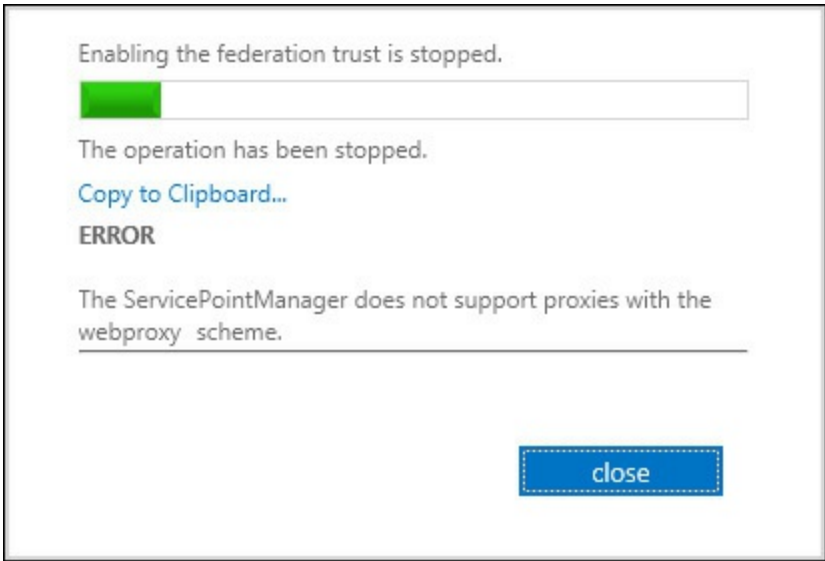 Enabling the federation trust is stopped.
The operation has been stopped.
Copy to Clipboard...
ERROR
The ServicePointManager does not support proxies with the
webproxy  scheme.
close